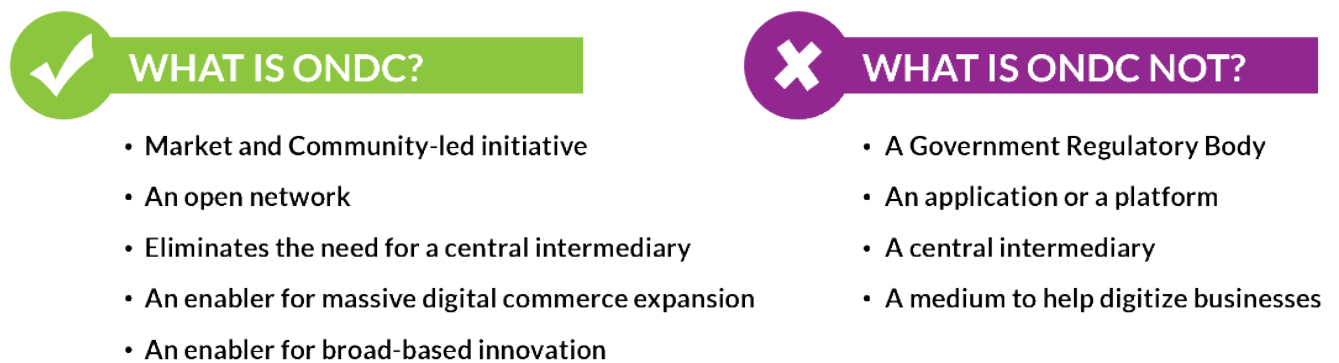 WHAT IS ONDC?
• Market and Community-led initiative
• An open network
• Eliminates the need for a central intermediary
• An enabler for massive digital commerce expansion
• An enabler for broad-based innovation
WHAT IS ONDC NOT?
• A Government Regulatory Body
• An application or a platform
• A central intermediary
• A medium to help digitize businesses